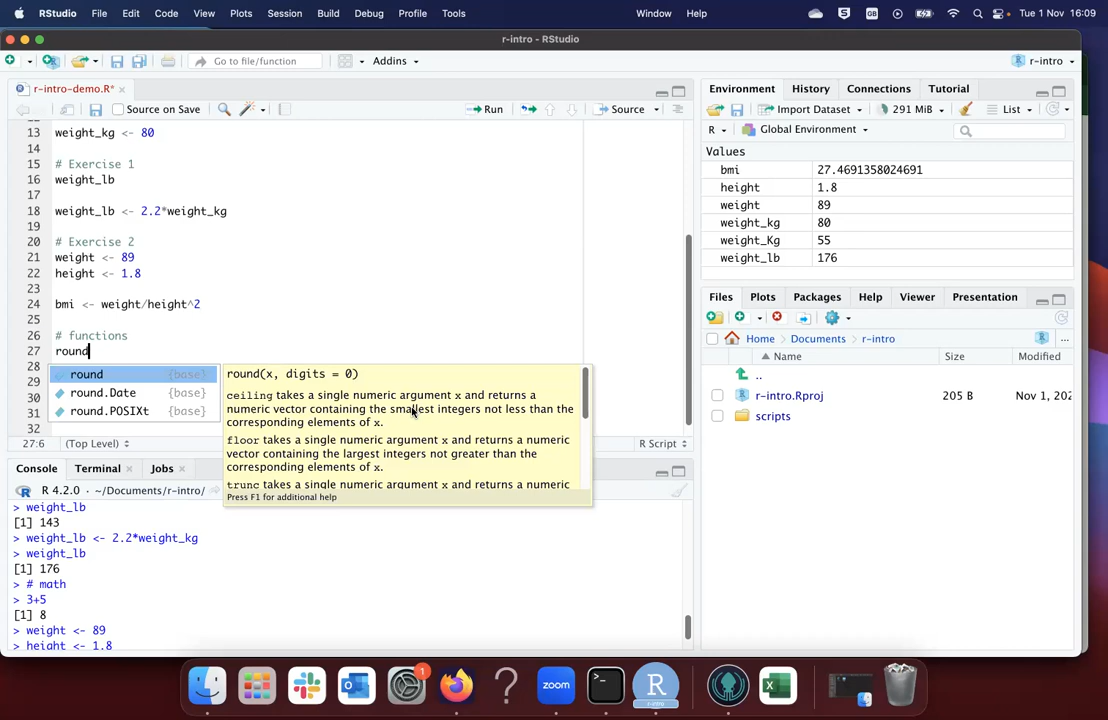 RStudio File Edit Code View Plots Session Build Debug Profile Tools Window Help Tue 1 Nov 16:09
r-intro - RStudio
Go to file/function Addins r-intro
r-intro-demo.R*
Source on Save Run Source
13 weight_kg <- 80
14
15 # Exercise 1
16 weight_lb
17
18 weight_lb <- 2.2*weight_kg
19
20 # Exercise 2
21 weight <- 89
22 height <- 1.8
23
24 bmi <- weight/height^2
25
26 # functions
27 round
28
29
30
31
32
round {base}
round.Date {base}
round.POSIXt {base}
round(x, digits = 0)
ceiling takes a single numeric argument x and returns a
numeric vector containing the smallest integers not less than the
corresponding elements of x.
floor takes a single numeric argument x and returns a numeric
vector containing the largest integers not greater than the
corresponding elements of x.
trunc takes a single numeric argument x and returns a numeric
Press F1 for additional help
27:6 (Top Level) R Script
Console Terminal Jobs
R 4.2.0 · ~/Documents/r-intro/
> weight_lb
[1] 143
> weight_lb <- 2.2*weight_kg
> weight_lb
[1] 176
> # math
> 3+5
[1] 8
> weight <- 89
> height <- 1.8
Environment History Connections Tutorial
Import Dataset 291 MiB List
R Global Environment
Values
bmi 27.4691358024691
height 1.8
weight 89
weight_kg 80
weight_Kg 55
weight_lb 176
Files Plots Packages Help Viewer Presentation
Home Documents r-intro
Name Size Modified
..
r-intro.Rproj 205 B Nov 1, 202
scripts
1
zoom
R
r-intro